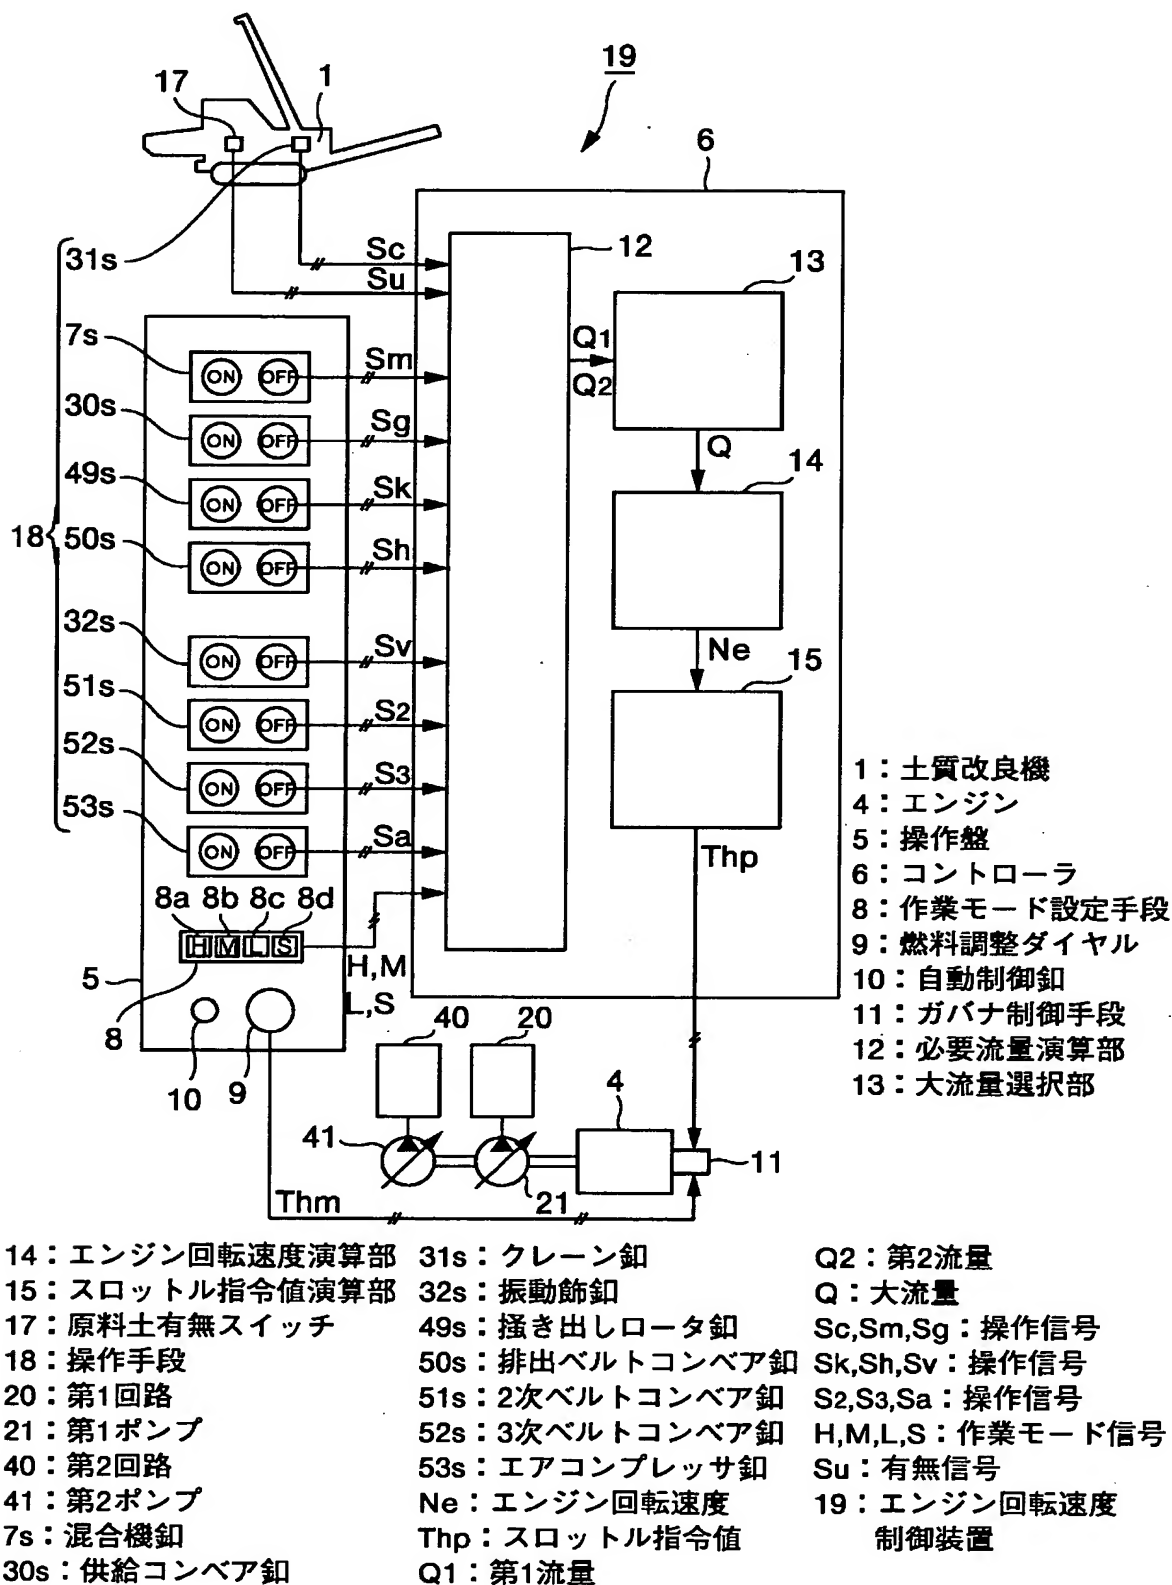 19
17
1
6
31s
Sc
12
Su
13
7s
Q1
ON OFF
Sm
Q2
30s
ON OFF
Sg
Q
49s
ON OFF
Sk
14
18
50s
ON OFF
Sh
32s
ON OFF
Sv
Ne
15
51s
ON OFF
S2
52s
ON OFF
S3
53s
ON OFF
Sa
Thp
8a 8b 8c 8d
H M L S
H,M
L,S
5
8
10
9
40
20
4
41
21
11
Thm
1：土質改良機
4：エンジン
5：操作盤
6：コントローラ
8：作業モード設定手段
9：燃料調整ダイヤル
10：自動制御釦
11：ガバナ制御手段
12：必要流量演算部
13：大流量選択部
14：エンジン回転速度演算部
15：スロットル指令値演算部
17：原料土有無スイッチ
18：操作手段
20：第1回路
21：第1ポンプ
40：第2回路
41：第2ポンプ
7s：混合機釦
30s：供給コンベア釦
31s：クレーン釦
32s：振動篩釦
49s：掻き出しロータ釦
50s：排出ベルトコンベア釦
51s：2次ベルトコンベア釦
52s：3次ベルトコンベア釦
53s：エアコンプレッサ釦
Ne：エンジン回転速度
Thp：スロットル指令値
Q1：第1流量
Q2：第2流量
Q：大流量
Sc,Sm,Sg：操作信号
Sk,Sh,Sv：操作信号
S2,S3,Sa：操作信号
H,M,L,S：作業モード信号
Su：有無信号
19：エンジン回転速度
制御装置